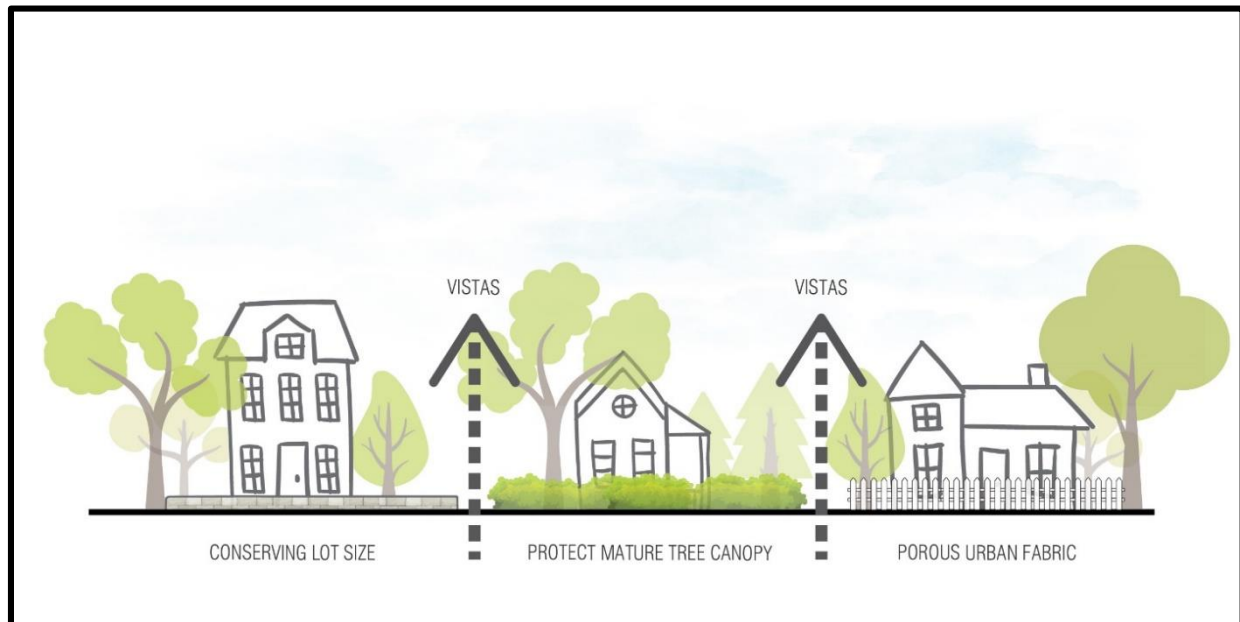 VISTAS
VISTAS
CONSERVING LOT SIZE
PROTECT MATURE TREE CANOPY
POROUS URBAN FABRIC